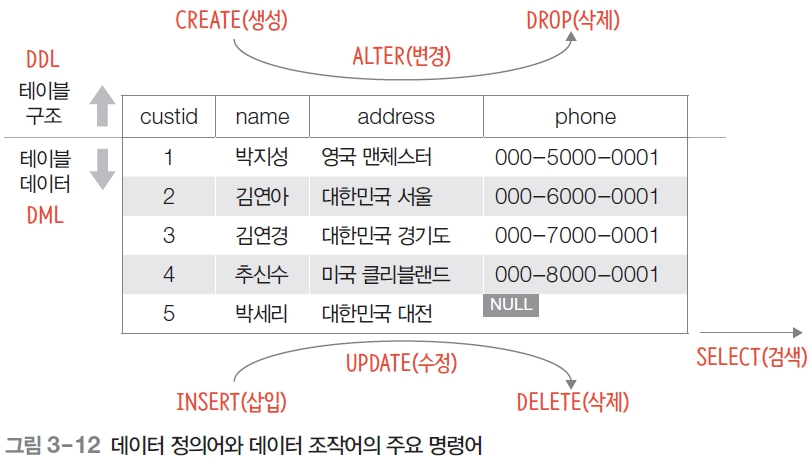 CREATE(생성)
DROP(삭제)
ALTER(변경)
DDL
테이블
구조
custid name address phone
테이블
데이터
DML
1 박지성 영국 맨체스터 000-5000-0001
2 김연아 대한민국 서울 000-6000-0001
3 김연경 대한민국 경기도 000-7000-0001
4 추신수 미국 클리블랜드 000-8000-0001
5 박세리 대한민국 대전 NULL
SELECT(검색)
UPDATE(수정)
INSERT(삽입)
DELETE(삭제)
그림 3-12 데이터 정의어와 데이터 조작어의 주요 명령어